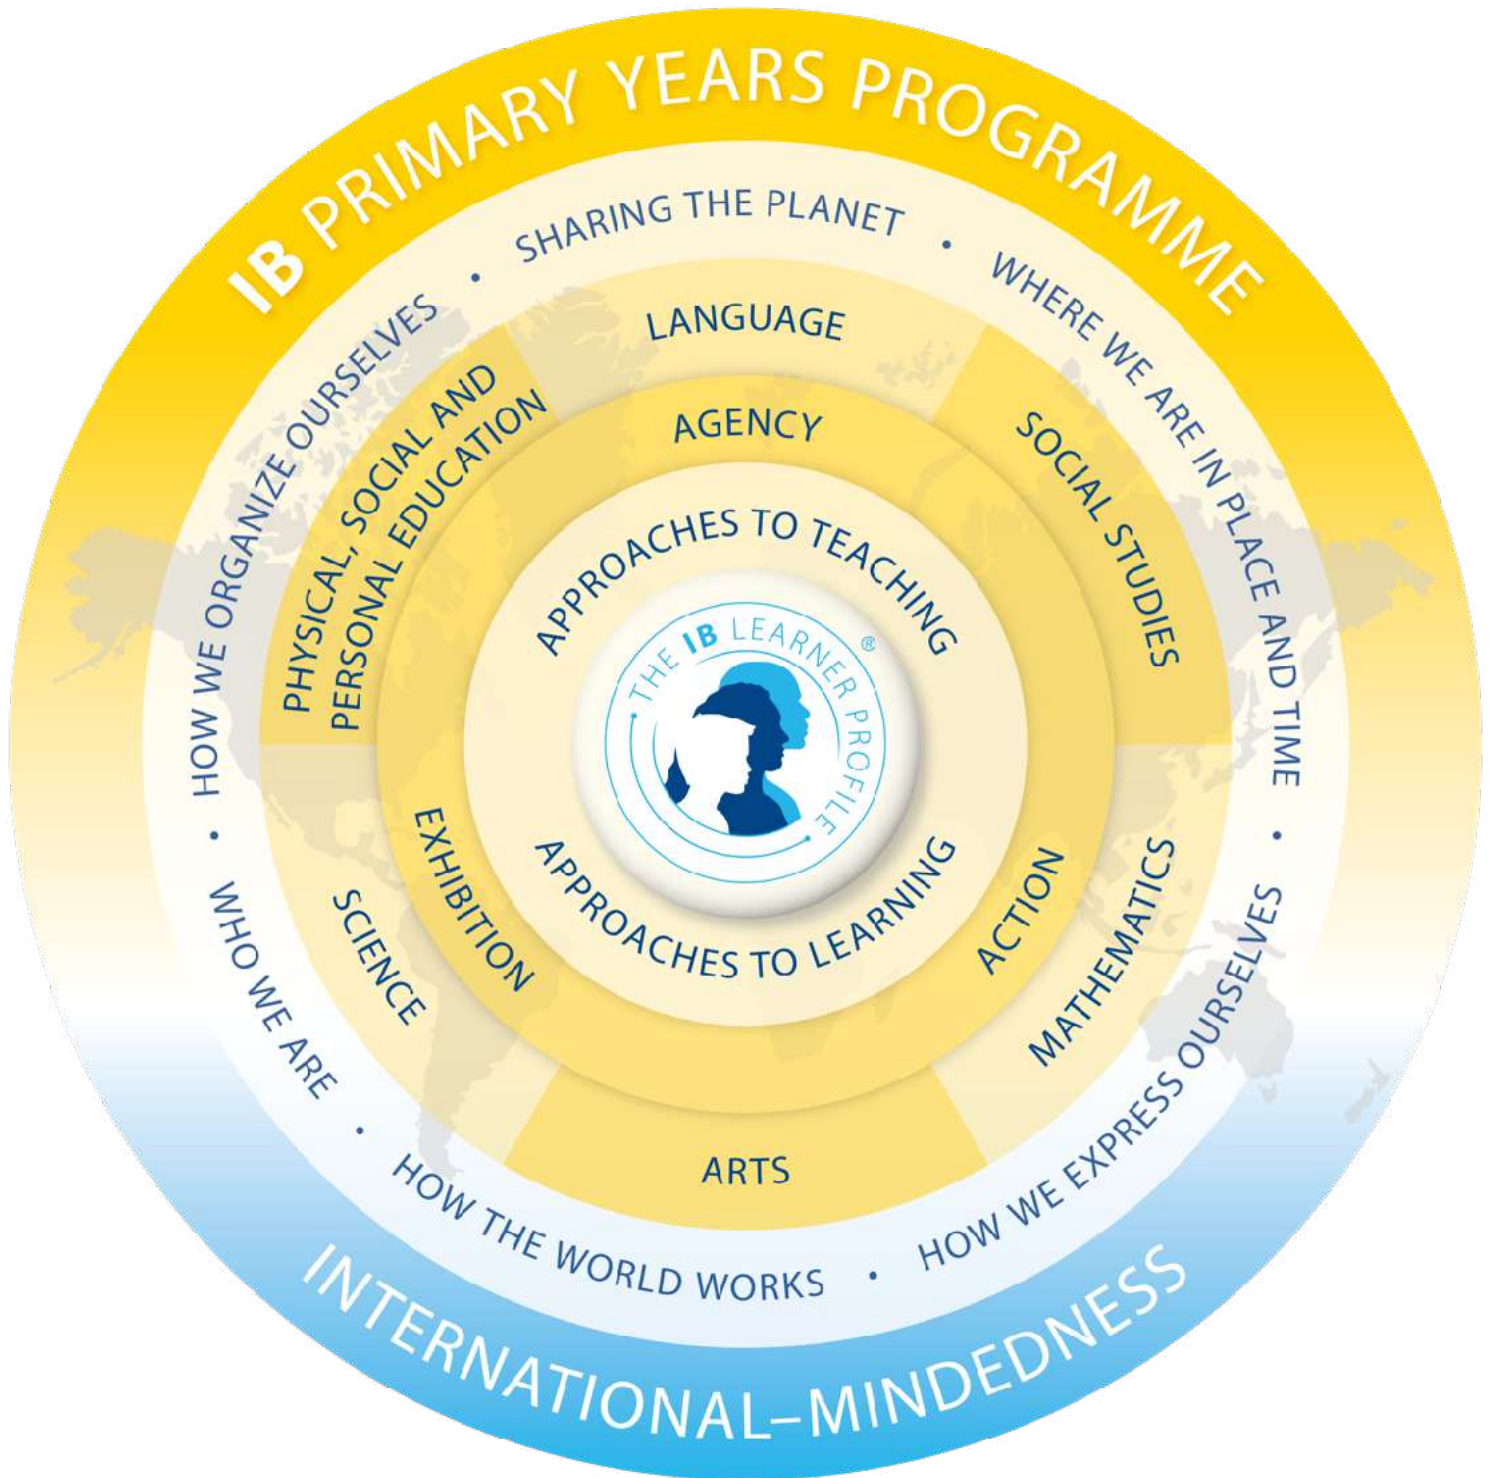 IB PRIMARY YEARS PROGRAMME
SHARING THE PLANET
•
WHERE WE ARE IN PLACE AND TIME
•
HOW WE EXPRESS OURSELVES
•
HOW THE WORLD WORKS
•
WHO WE ARE
•
HOW WE ORGANIZE OURSELVES
•
LANGUAGE
SOCIAL STUDIES
MATHEMATICS
ARTS
SCIENCE
PHYSICAL, SOCIAL AND
PERSONAL EDUCATION
AGENCY
ACTION
EXHIBITION
APPROACHES TO TEACHING
APPROACHES TO LEARNING
THE IB LEARNER PROFILE ®
INTERNATIONAL–MINDEDNESS